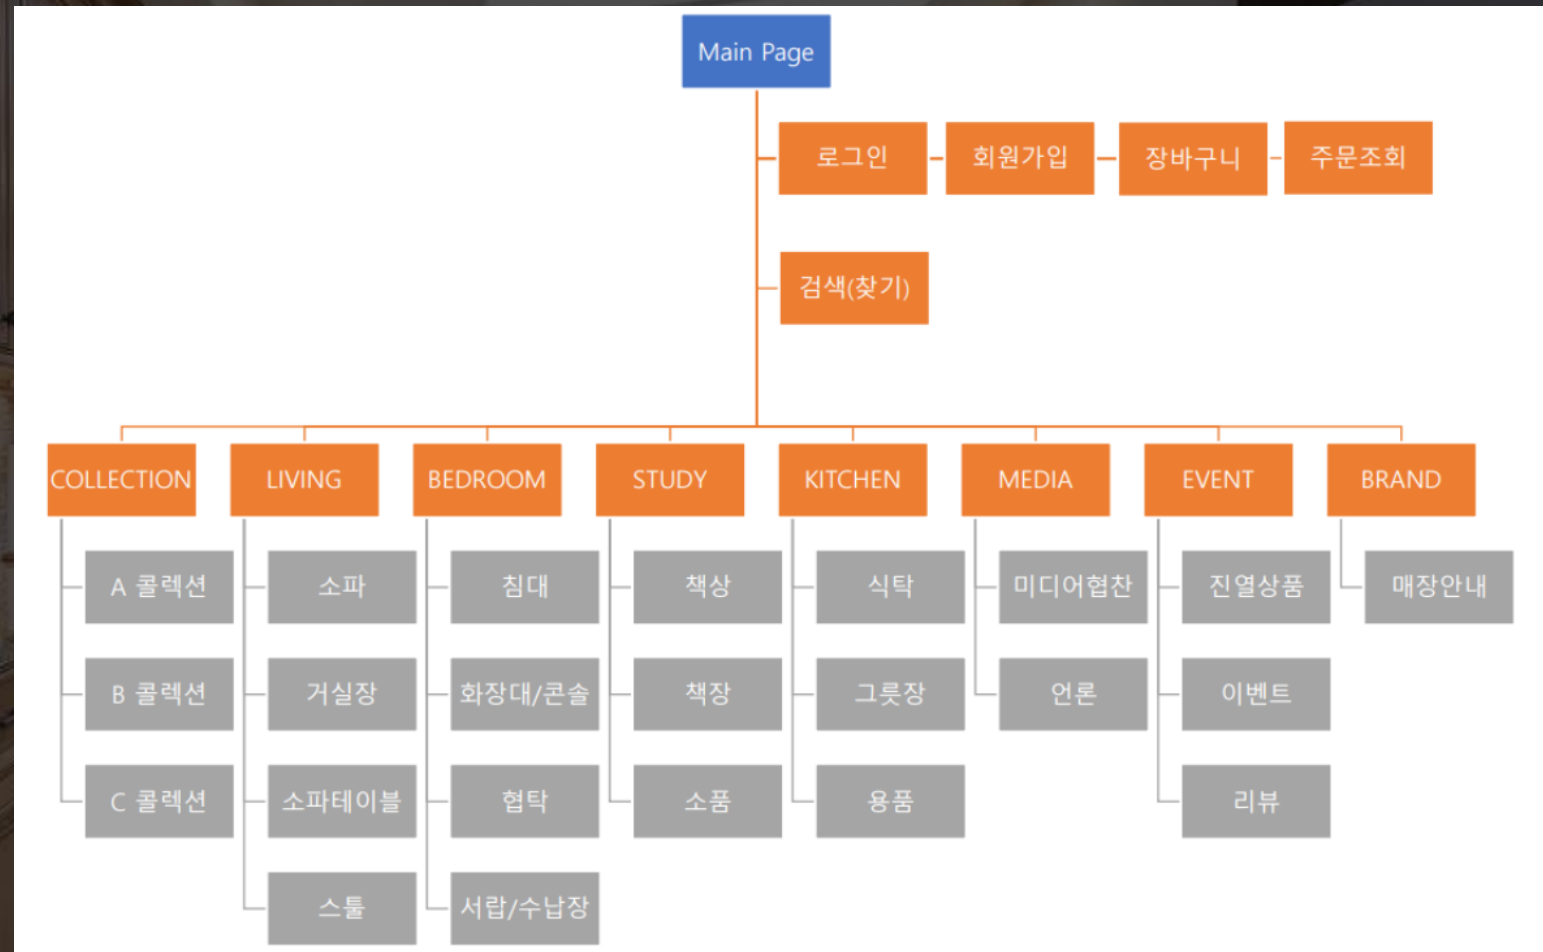 Main Page
로그인
회원가입
장바구니
주문조회
검색(찾기)
COLLECTION
LIVING
BEDROOM
STUDY
KITCHEN
MEDIA
EVENT
BRAND
A 콜렉션
소파
침대
책상
식탁
미디어협찬
진열상품
매장안내
B 콜렉션
거실장
화장대/콘솔
책장
그릇장
언론
이벤트
C 콜렉션
소파테이블
협탁
소품
용품
리뷰
스툴
서랍/수납장